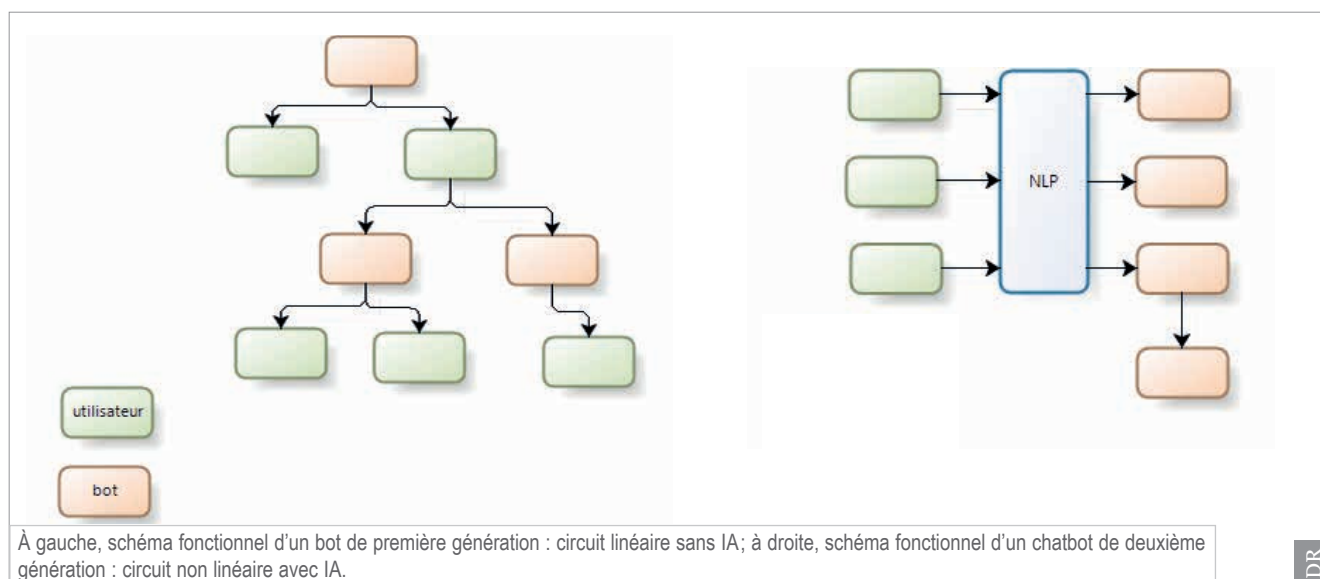 NLP
utilisateur
bot
À gauche, schéma fonctionnel d'un bot de première génération : circuit linéaire sans IA; à droite, schéma fonctionnel d'un chatbot de deuxième
génération : circuit non linéaire avec IA.
DR